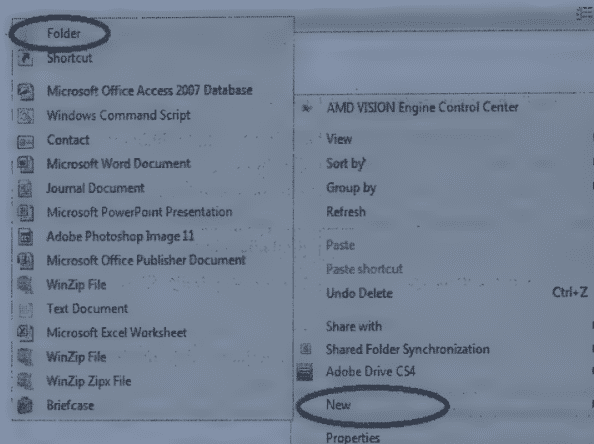 Folder
Shortcut
Microsoft Office Access 2007 Database
Windows Command Script
Contact
Microsoft Word Document
Journal Document
Microsoft PowerPoint Presentation
Adobe Photoshop Image 11
Microsoft Office Publisher Document
WinZip File
Text Document
Microsoft Excel Worksheet
WinZip File
WinZip Zipx File
Briefcase
AMD VISION Engine Control Center
View
Sort by
Group by
Refresh
Paste
Paste shortcut
Undo Delete Ctrl+Z
Share with
Shared Folder Synchronization
Adobe Drive CS4
New
Properties